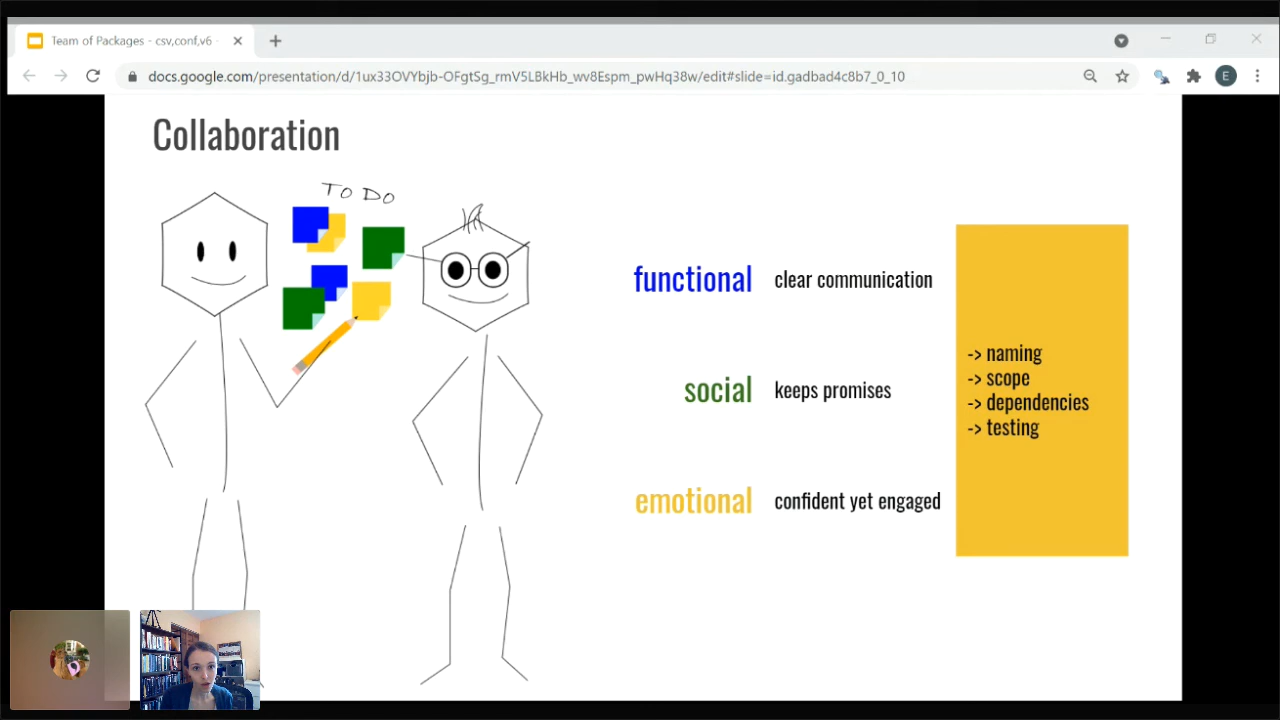 Team of Packages - csv,conf,v6
docs.google.com/presentation/d/1ux33OVYbjb-OFgtSg_rmV5LBkHb_wv8Espm_pwHq38w/edit#slide=id.gadbad4c8b7_0_10
E
Collaboration
TO DO
functional clear communication
social keeps promises
emotional confident yet engaged
-> naming
-> scope
-> dependencies
-> testing